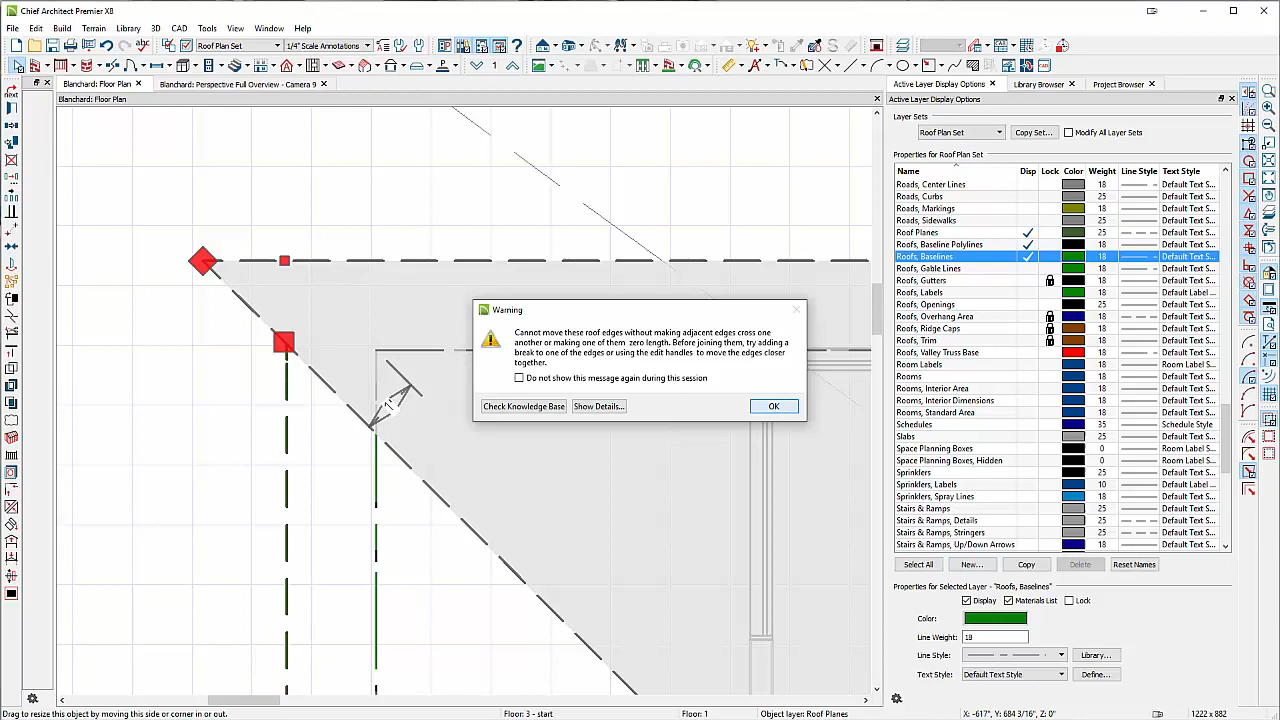 Chief Architect Premier X8
File Edit Build Terrain Library 3D CAD Tools View Window Help
Roof Plan Set 1/4" Scale Annotations
1
Blanchard: Floor Plan Blanchard: Perspective Full Overview - Camera 9
Blanchard: Floor Plan
Active Layer Display Options Library Browser Project Browser
Active Layer Display Options
Layer Sets
Roof Plan Set Copy Set... Modify All Layer Sets
Properties for Roof Plan Set
Name Disp Lock Color Weight Line Style Text Style
Roads, Center Lines 18 Default Text S...
Roads, Curbs 25 Default Text S...
Roads, Markings 18 Default Text S...
Roads, Sidewalks 25 Default Text S...
Roof Planes 25 Default Text S...
Roofs, Baseline Polylines 18 Default Text S...
Roofs, Baselines 18 Default Text S...
Roofs, Gable Lines 18 Default Text S...
Roofs, Gutters 18 Default Text S...
Roofs, Labels 18 Default Label ...
Roofs, Openings 25 Default Text S...
Roofs, Overhang Area 18 Default Text S...
Roofs, Ridge Caps 18 Default Text S...
Roofs, Trim 18 Default Text S...
Roofs, Valley Truss Base 18 Default Text S...
Room Labels 18 Default Text S...
Rooms 18 Default Text S...
Rooms, Interior Area 18 Default Text S...
Rooms, Interior Dimensions 18 Default Text S...
Rooms, Standard Area 18 Default Text S...
Schedules 35 Schedule Style
Slabs 25 Default Text S...
Space Planning Boxes 0 Room Label S...
Space Planning Boxes, Hidden 0 Room Label S...
Sprinklers 25 Default Text S...
Sprinklers, Labels 10 Default Label ...
Sprinklers, Spray Lines 18 Default Text S...
Stairs & Ramps 25 Default Text S...
Stairs & Ramps, Details 25 Default Text S...
Stairs & Ramps, Stringers 25 Default Text S...
Stairs & Ramps, Up/Down Arrows 18 Default Text S...
Select All New... Copy Delete Reset Names
Properties for Selected Layer - "Roofs, Baselines"
Display Materials List Lock
Color:
Line Weight: 18
Line Style: Library...
Text Style: Default Text Style Define...
Warning
Cannot move these roof edges without making adjacent edges cross one
another or making one of them zero length. Before joining them, try adding a
break to one of the edges or using the edit handles to move the edges closer
together.
Do not show this message again during this session
Check Knowledge Base Show Details... OK
Drag to resize this object by moving this side or corner in or out. Floor: 3 - start Floor: 1 Object layer: Roof Planes X: -617", Y: 684 3/16", Z: 0" 1222 x 882